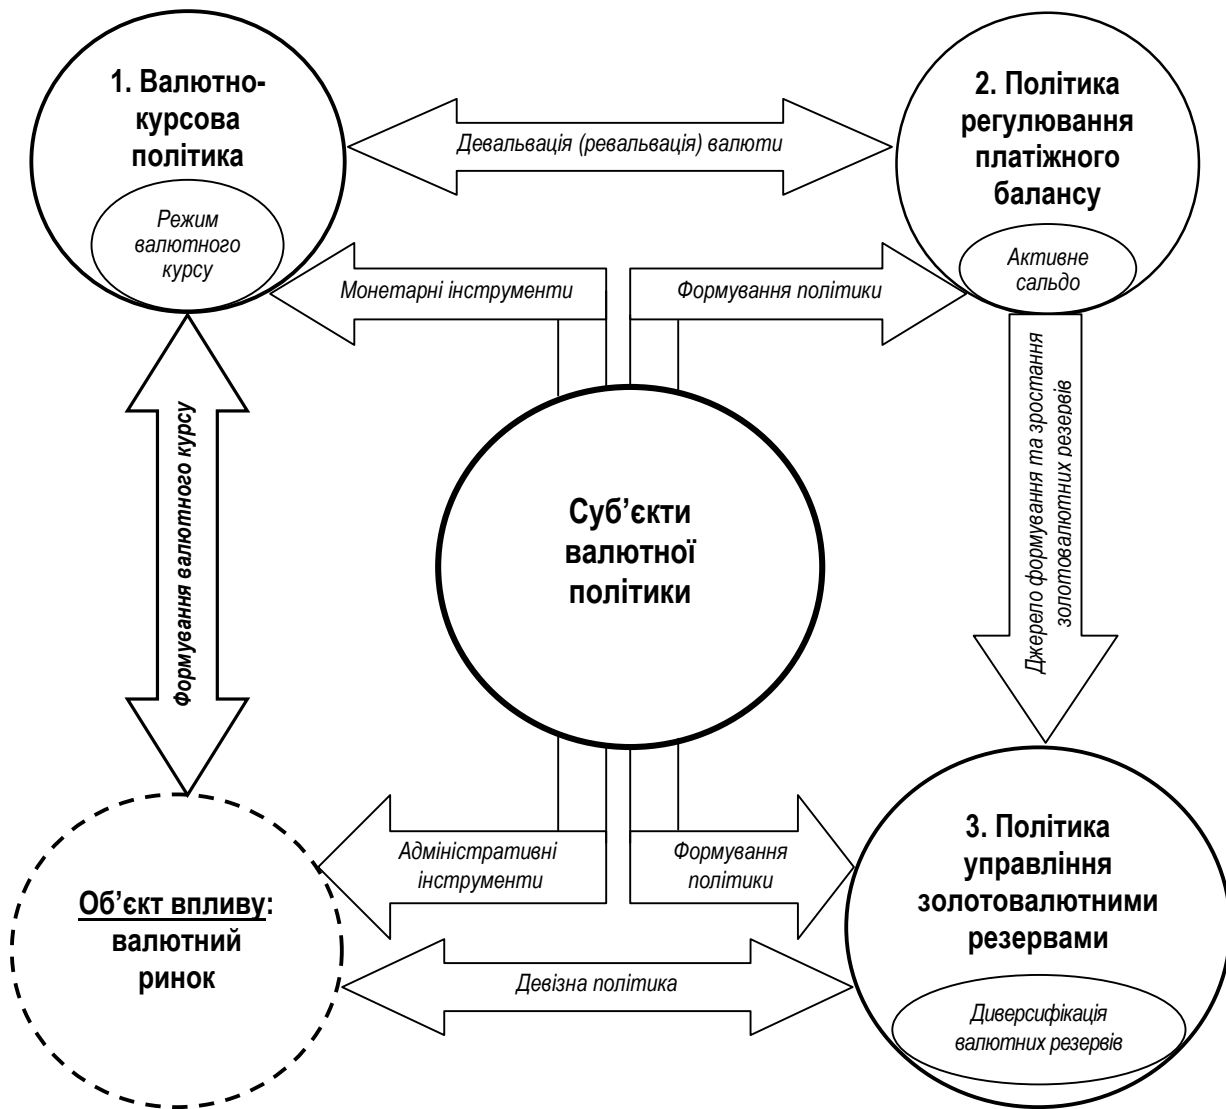 1. Валютно-
курсова
політика
Режим
валютного
курсу
Девальвація (ревальвація) валюти
2. Політика
регулювання
платіжного
балансу
Активне
сальдо
Монетарні інструменти
Формування політики
Формування валютного курсу
Суб’єкти
валютної
політики
Джерело формування та зростання
золотовалютних резервів
Об’єкт впливу:
валютний
ринок
Адміністративні
інструменти
Формування
політики
Девізна політика
3. Політика
управління
золотовалютними
резервами
Диверсифікація
валютних резервів